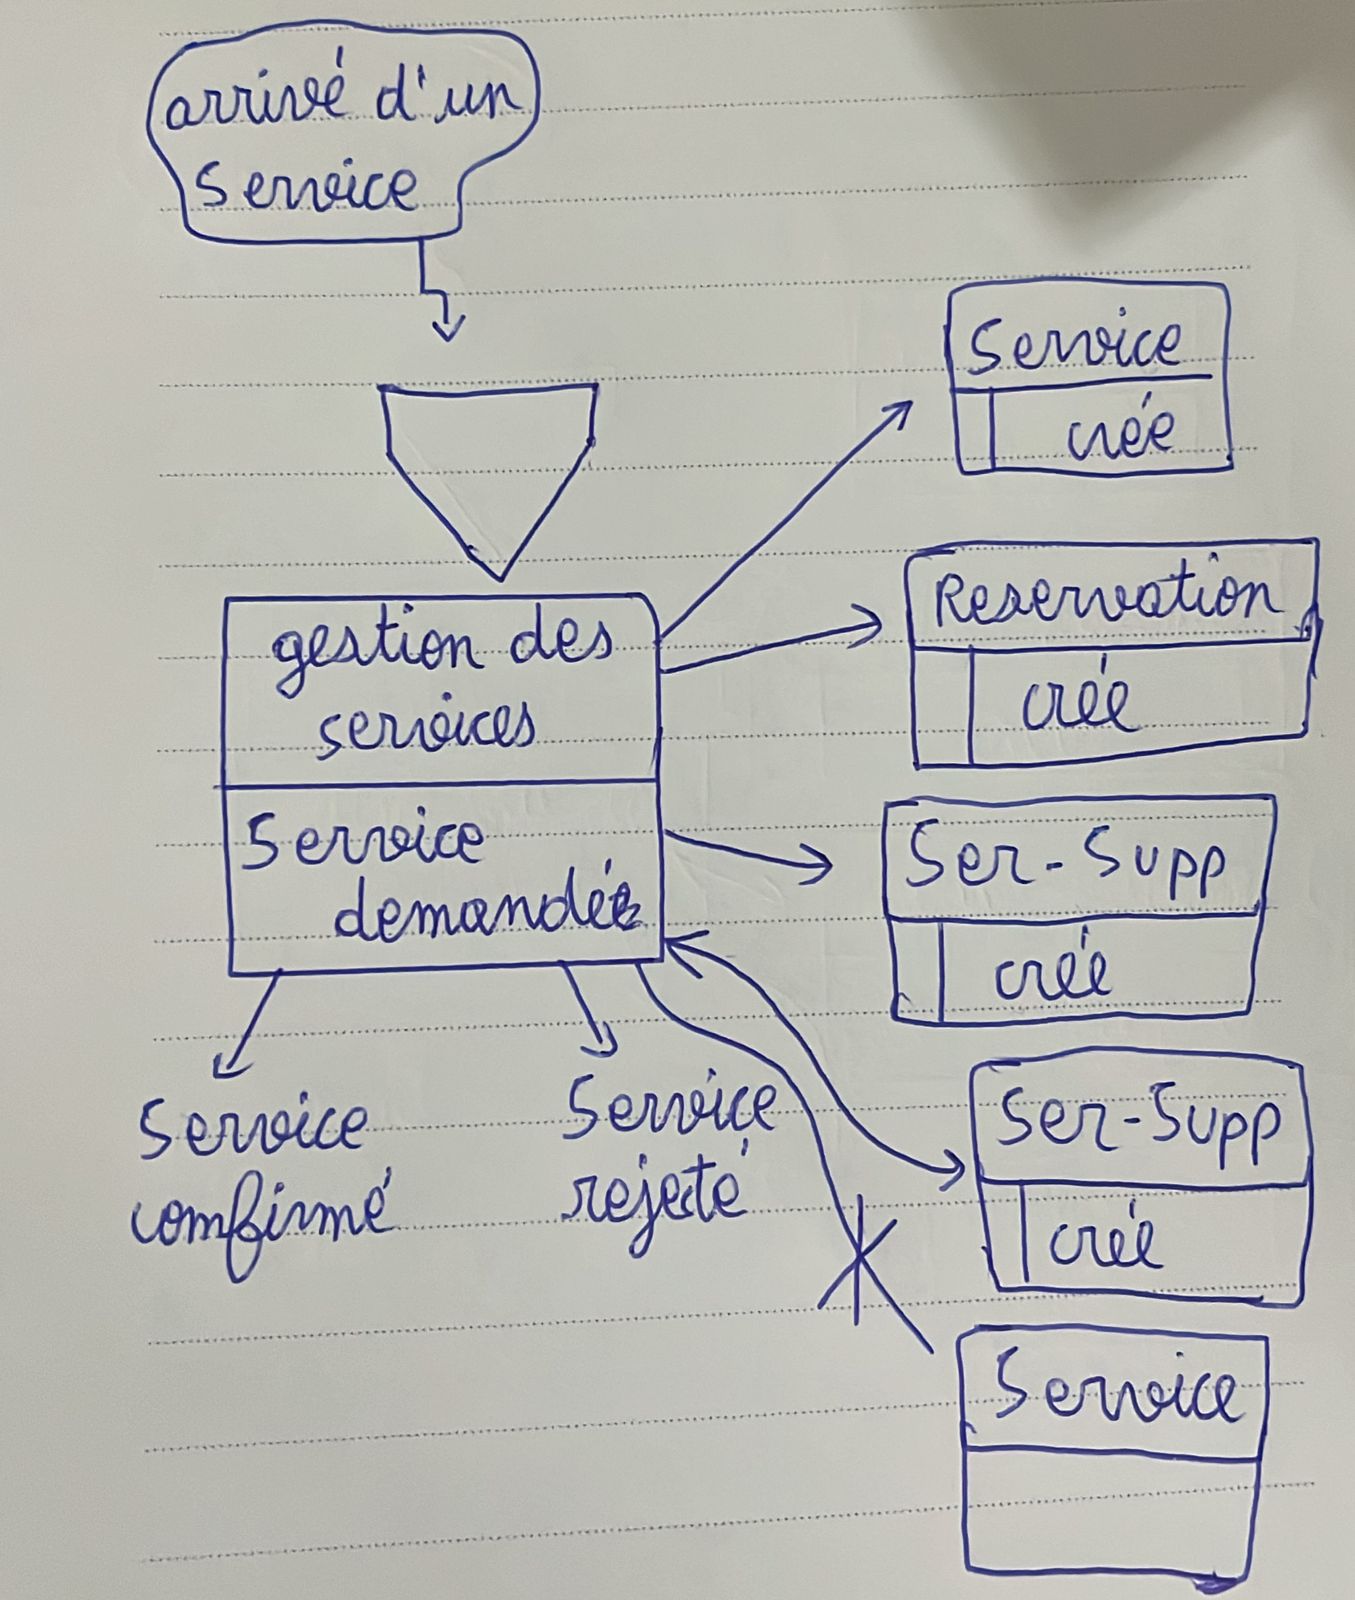 arrivé d'un
Service
Service
crée
Reservation
crée
gestion des
services
Service
demandée
Ser-Supp
crée
Ser-Supp
crée
Service
comfirmé
Service
rejeté
Service